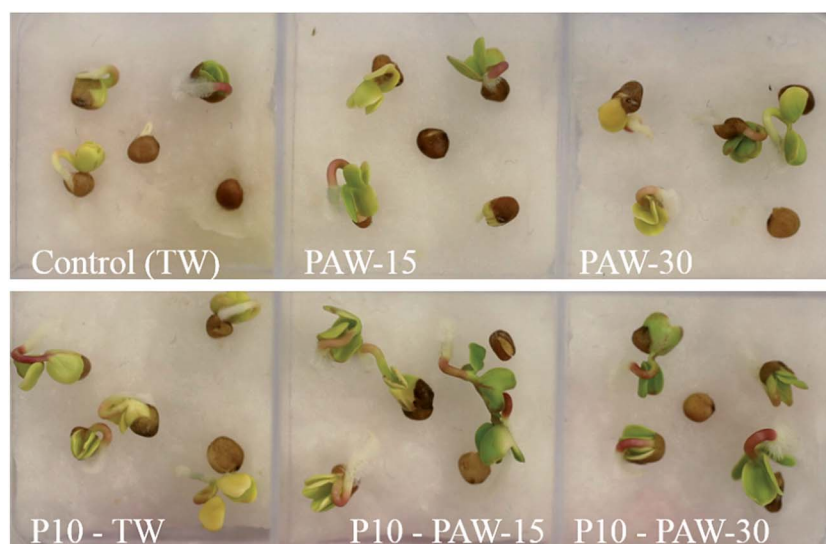 Control (TW)
PAW-15
PAW-30
P10 - TW
P10 - PAW-15
P10 - PAW-30